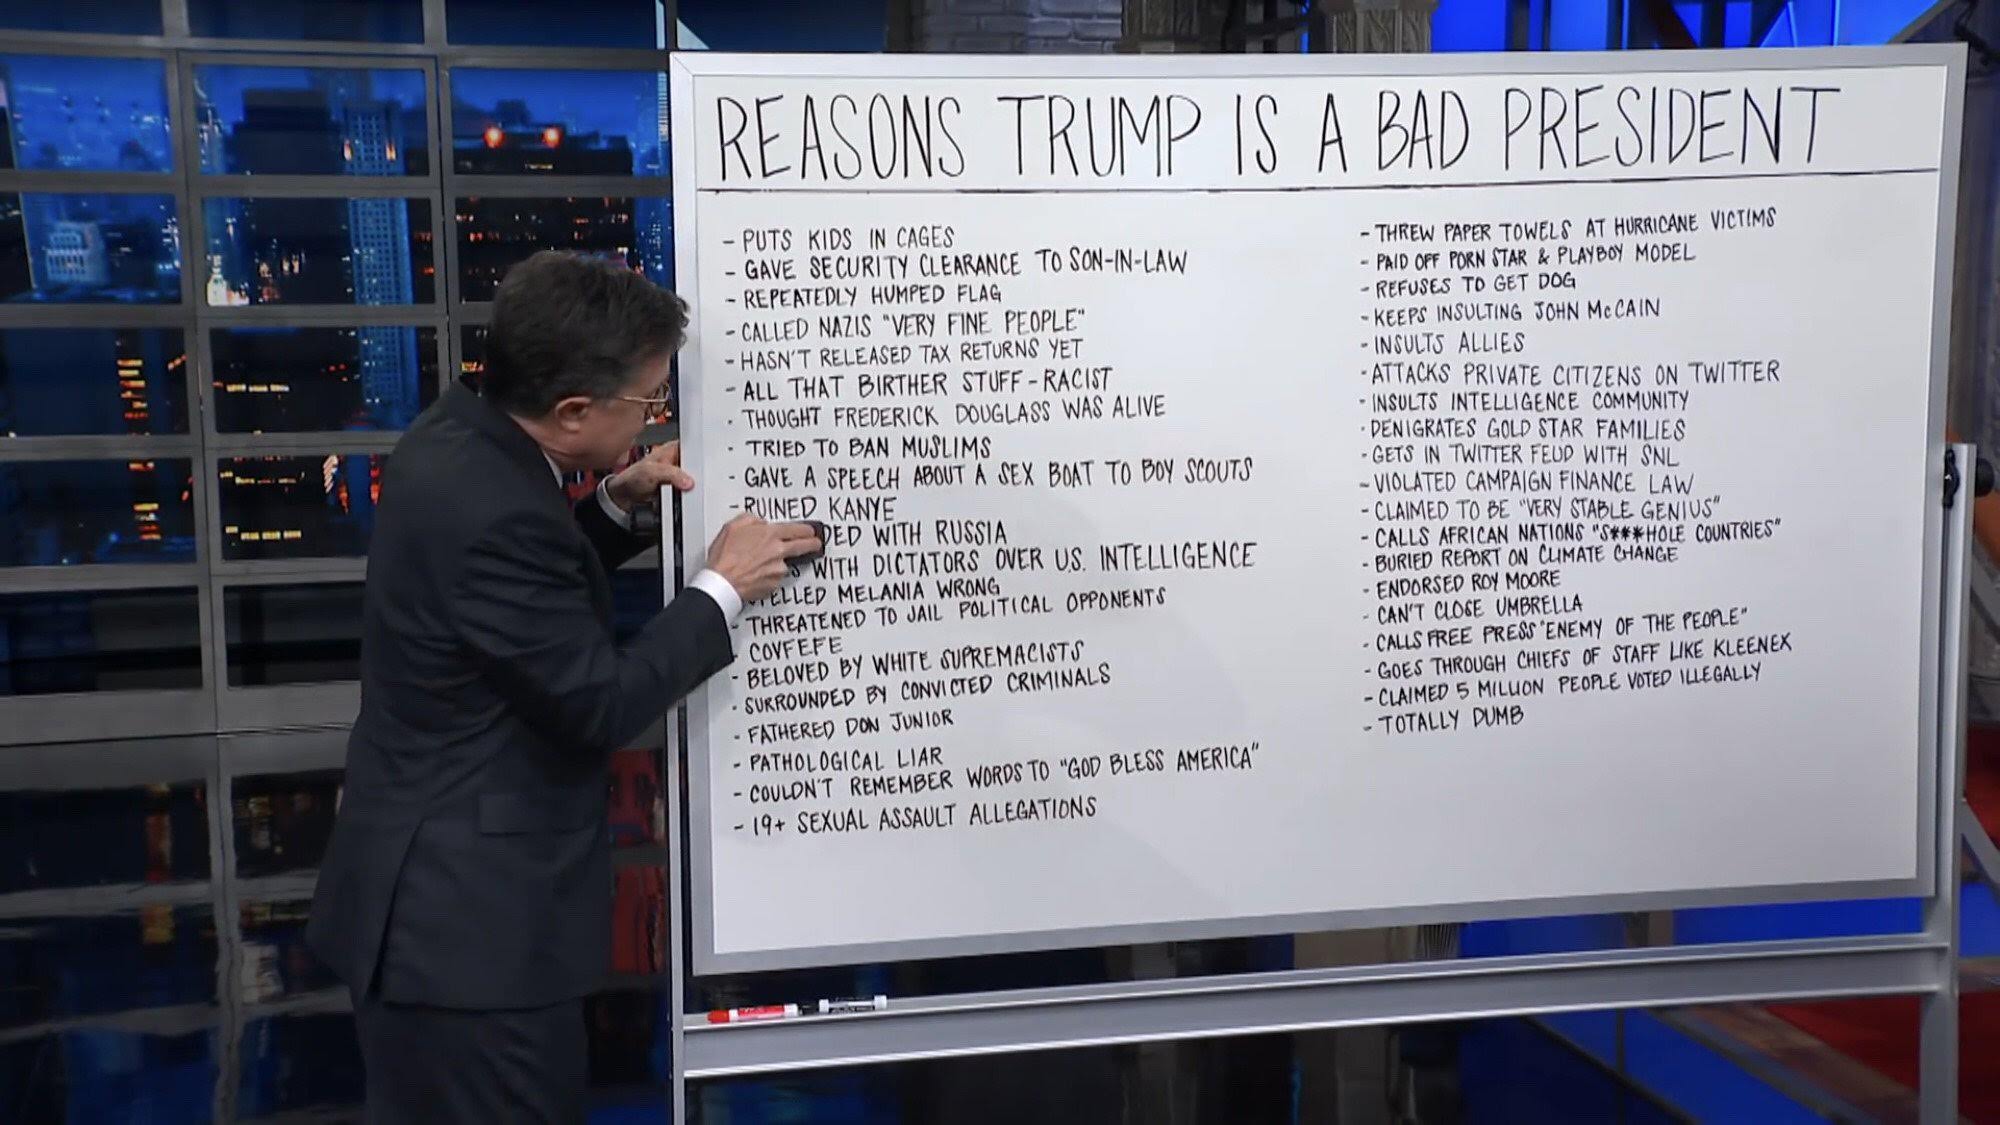 REASONS TRUMP IS A BAD PRESIDENT
- PUTS KIDS IN CAGES
- GAVE SECURITY CLEARANCE TO SON-IN-LAW
- REPEATEDLY HUMPED FLAG
- CALLED NAZIS "VERY FINE PEOPLE"
- HASN'T RELEASED TAX RETURNS YET
- ALL THAT BIRTHER STUFF - RACIST
- THOUGHT FREDERICK DOUGLASS WAS ALIVE
- TRIED TO BAN MUSLIMS
- GAVE A SPEECH ABOUT A SEX BOAT TO BOY SCOUTS
- RUINED KANYE
DED WITH RUSSIA
S WITH DICTATORS OVER U.S. INTELLIGENCE
PELLED MELANIA WRONG
- THREATENED TO JAIL POLITICAL OPPONENTS
- COVFEFE
- BELOVED BY WHITE SUPREMACISTS
- SURROUNDED BY CONVICTED CRIMINALS
- FATHERED DON JUNIOR
- PATHOLOGICAL LIAR
- COULDN'T REMEMBER WORDS TO "GOD BLESS AMERICA"
- 19+ SEXUAL ASSAULT ALLEGATIONS
- THREW PAPER TOWELS AT HURRICANE VICTIMS
- PAID OFF PORN STAR & PLAYBOY MODEL
- REFUSES TO GET DOG
- KEEPS INSULTING JOHN McCAIN
- INSULTS ALLIES
- ATTACKS PRIVATE CITIZENS ON TWITTER
- INSULTS INTELLIGENCE COMMUNITY
- DENIGRATES GOLD STAR FAMILIES
- GETS IN TWITTER FEUD WITH SNL
- VIOLATED CAMPAIGN FINANCE LAW
- CLAIMED TO BE "VERY STABLE GENIUS"
- CALLS AFRICAN NATIONS "S***HOLE COUNTRIES"
- BURIED REPORT ON CLIMATE CHANGE
- ENDORSED ROY MOORE
- CAN'T CLOSE UMBRELLA
- CALLS FREE PRESS "ENEMY OF THE PEOPLE"
- GOES THROUGH CHIEFS OF STAFF LIKE KLEENEX
- CLAIMED 5 MILLION PEOPLE VOTED ILLEGALLY
- TOTALLY DUMB